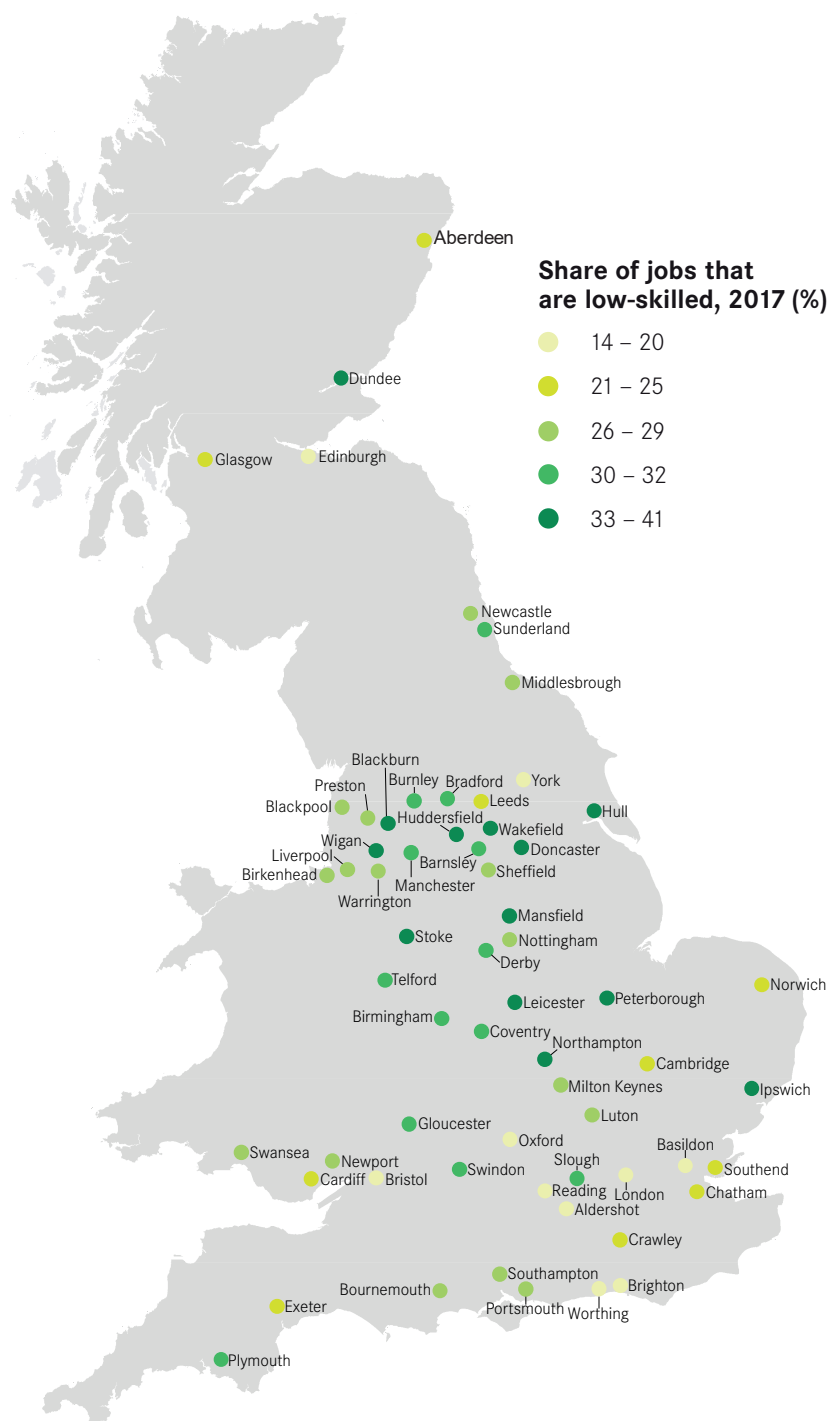 Aberdeen
Share of jobs that
are low-skilled, 2017 (%)
14 – 20
21 – 25
26 – 29
30 – 32
33 – 41
Dundee
Glasgow
Edinburgh
Newcastle
Sunderland
Middlesbrough
Blackburn
Burnley
Bradford
York
Preston
Blackpool
Leeds
Huddersfield
Hull
Wakefield
Wigan
Doncaster
Liverpool
Barnsley
Birkenhead
Manchester
Sheffield
Warrington
Mansfield
Stoke
Nottingham
Derby
Telford
Norwich
Leicester
Peterborough
Birmingham
Coventry
Northampton
Cambridge
Milton Keynes
Ipswich
Luton
Gloucester
Oxford
Basildon
Swansea
Newport
Slough
Swindon
Southend
Cardiff
Bristol
Reading
London
Chatham
Aldershot
Crawley
Southampton
Bournemouth
Brighton
Portsmouth
Worthing
Exeter
Plymouth